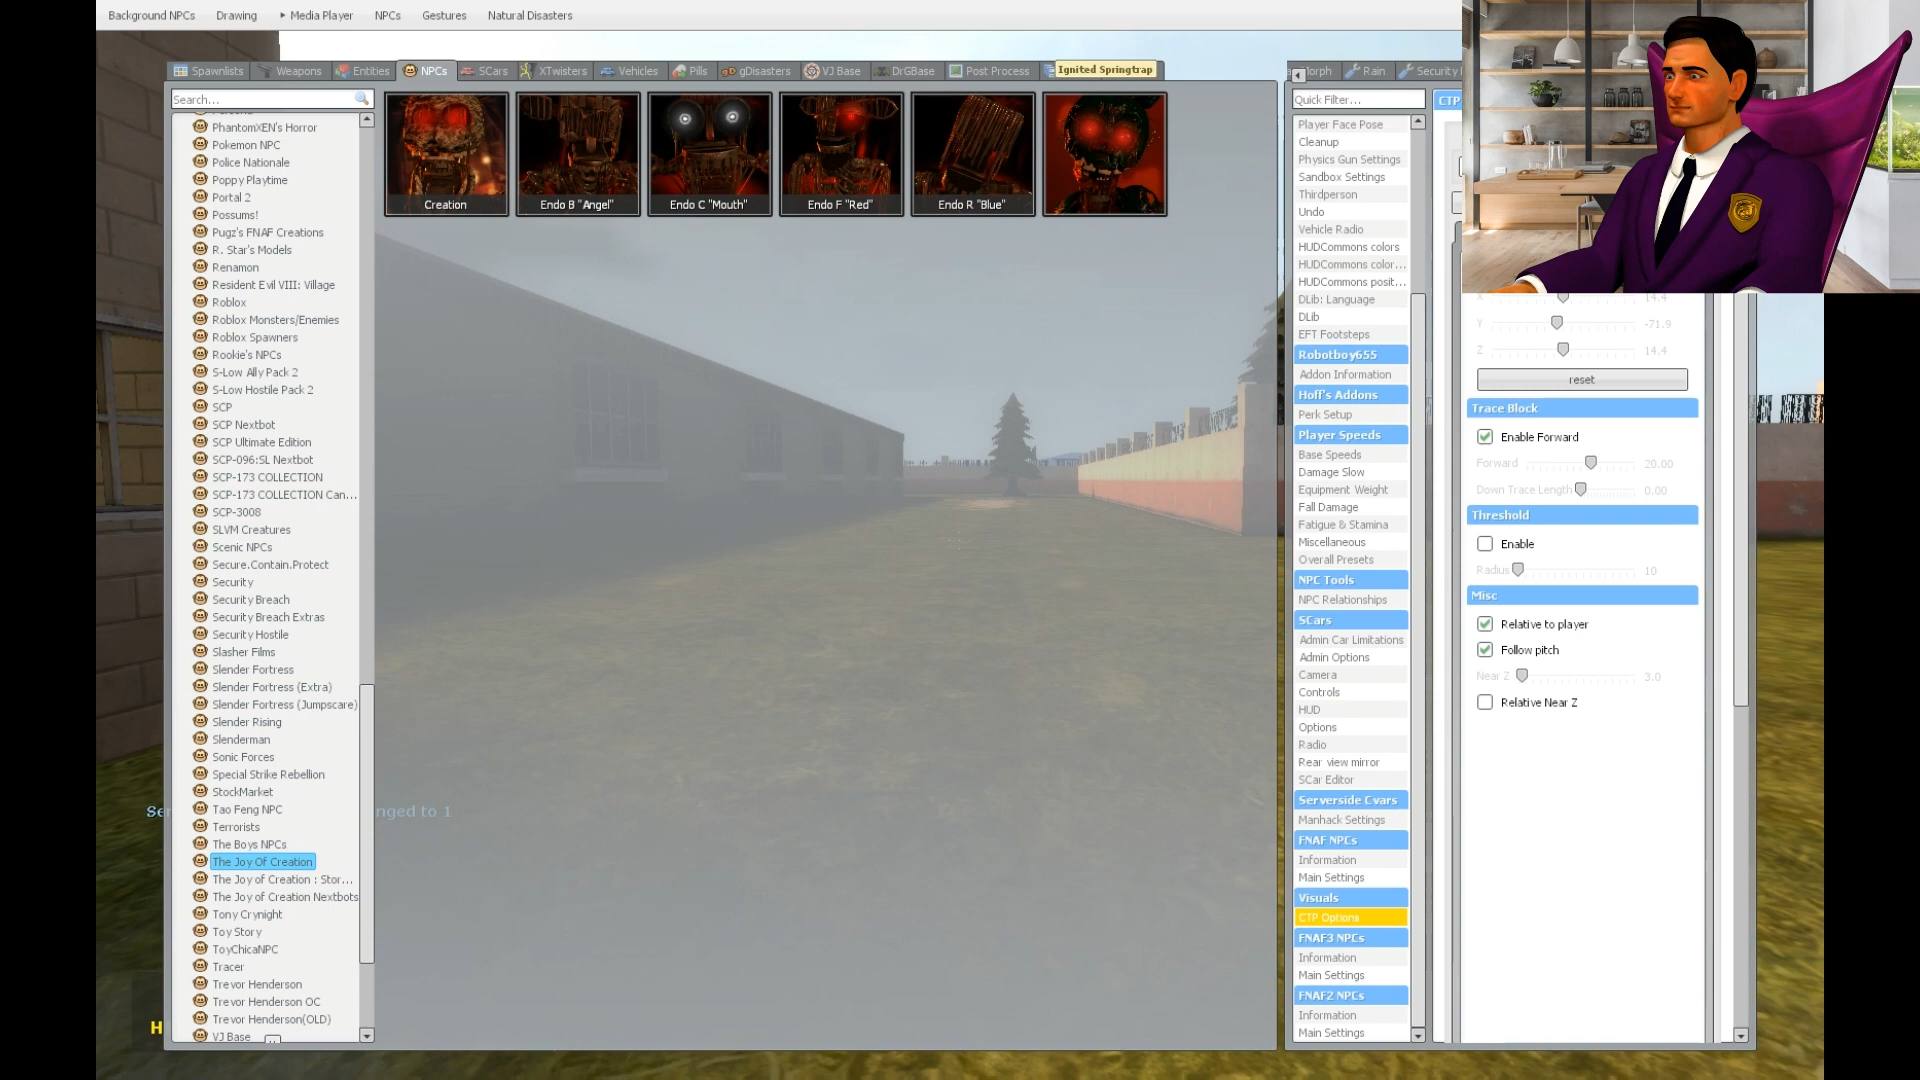 Background NPCs Drawing Media Player NPCs Gestures Natural Disasters
Spawnlists Weapons Entities NPCs SCars XTwisters Vehicles Pills gDisasters VJ Base DrGBase Post Process
Ignited Springtrap
Rain Security
Search...
PhantomXEN's Horror
Pokemon NPC
Police Nationale
Poppy Playtime
Portal 2
Possums!
Pugz's FNAF Creations
R. Star's Models
Renamon
Resident Evil VIII: Village
Roblox
Roblox Monsters/Enemies
Roblox Spawners
Rookie's NPCs
S-Low Ally Pack 2
S-Low Hostile Pack 2
SCP
SCP Nextbot
SCP Ultimate Edition
SCP-096:SL Nextbot
SCP-173 COLLECTION
SCP-173 COLLECTION Can...
SCP-3008
SLVM Creatures
Scenic NPCs
Secure.Contain.Protect
Security
Security Breach
Security Breach Extras
Security Hostile
Slasher Films
Slender Fortress
Slender Fortress (Extra)
Slender Fortress (Jumpscare)
Slender Rising
Slenderman
Sonic Forces
Special Strike Rebellion
StockMarket
Tao Feng NPC
Terrorists
The Boys NPCs
The Joy Of Creation
The Joy of Creation : Stor...
The Joy of Creation Nextbots
Tony Crynight
Toy Story
ToyChicaNPC
Tracer
Trevor Henderson
Trevor Henderson OC
Trevor Henderson(OLD)
VJ Base
Creation
Endo B "Angel"
Endo C "Mouth"
Endo F "Red"
Endo R "Blue"
nged to 1
H
Quick Filter...
Player Face Pose
Cleanup
Physics Gun Settings
Sandbox Settings
Thirdperson
Undo
Vehicle Radio
HUDCommons colors
HUDCommons color...
HUDCommons posit...
DLib: Language
DLib
EFT Footsteps
Robotboy655
Addon Information
Hoff's Addons
Perk Setup
Player Speeds
Base Speeds
Damage Slow
Equipment Weight
Fall Damage
Fatigue & Stamina
Miscellaneous
Overall Presets
NPC Tools
NPC Relationships
SCars
Admin Car Limitations
Admin Options
Camera
Controls
HUD
Options
Radio
Rear view mirror
SCar Editor
Serverside Cvars
Manhack Settings
FNAF NPCs
Information
Main Settings
Visuals
CTP Options
FNAF3 NPCs
Information
Main Settings
FNAF2 NPCs
Information
Main Settings
CTP
X 14.4
Y -71.9
Z 14.4
reset
Trace Block
Enable Forward
Forward 20.00
Down Trace Length 0.00
Threshold
Enable
Radius 10
Misc
Relative to player
Follow pitch
Near Z 3.0
Relative Near Z